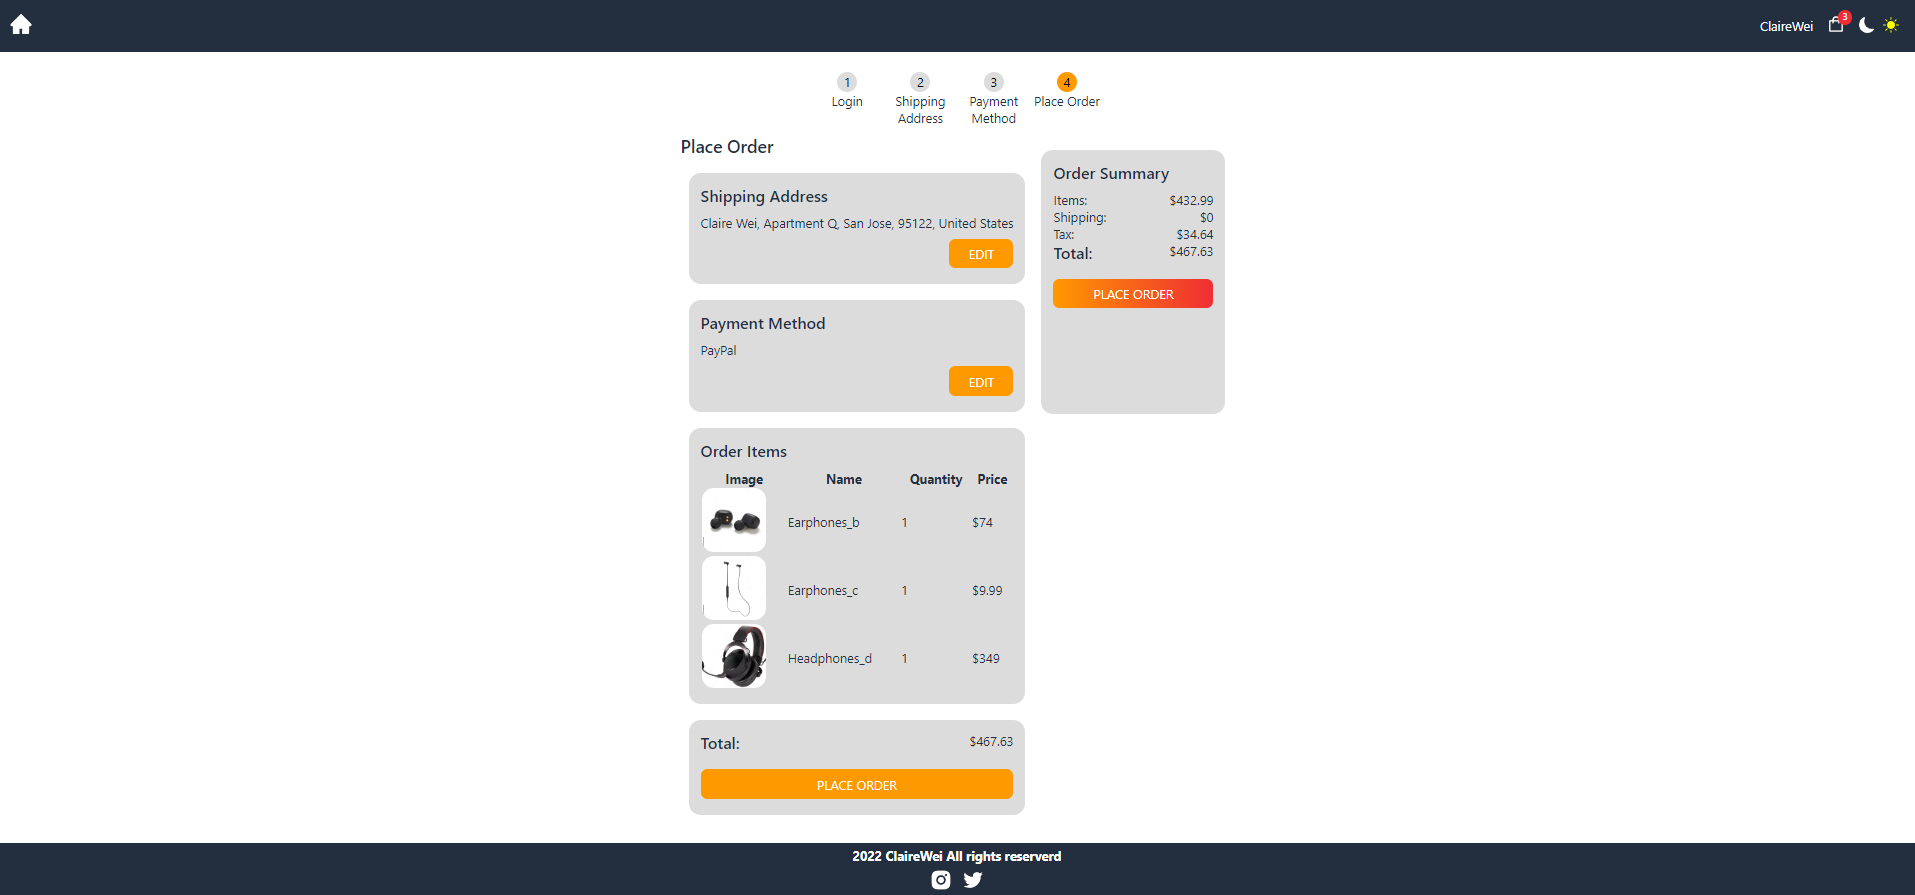 ClaireWei 3
1 2 3 4
Login Shipping Address Payment Method Place Order
Place Order
Shipping Address
Claire Wei, Apartment Q, San Jose, 95122, United States
EDIT
Payment Method
PayPal
EDIT
Order Items
Image Name Quantity Price
Earphones_b 1 $74
Earphones_c 1 $9.99
Headphones_d 1 $349
Total: $467.63
PLACE ORDER
Order Summary
Items: $432.99
Shipping: $0
Tax: $34.64
Total: $467.63
PLACE ORDER
2022 ClaireWei All rights reserverd